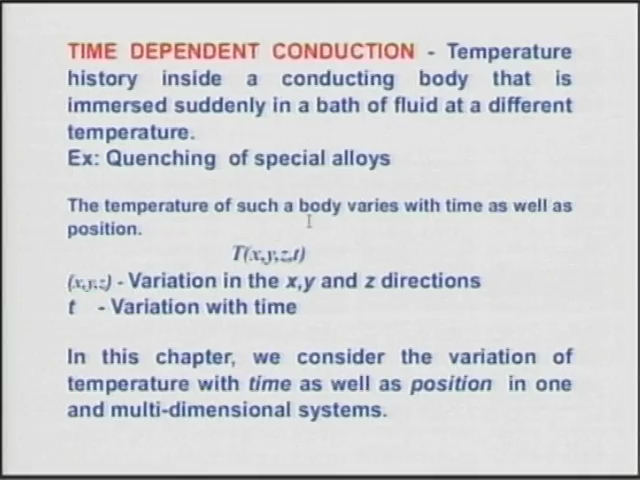 TIME DEPENDENT CONDUCTION - Temperature
history inside a conducting body that is
immersed suddenly in a bath of fluid at a different
temperature.
Ex: Quenching of special alloys
The temperature of such a body varies with time as well as
position.
T(x,y,z,t)
(x,y,z) - Variation in the x,y and z directions
t - Variation with time
In this chapter, we consider the variation of
temperature with time as well as position in one
and multi-dimensional systems.